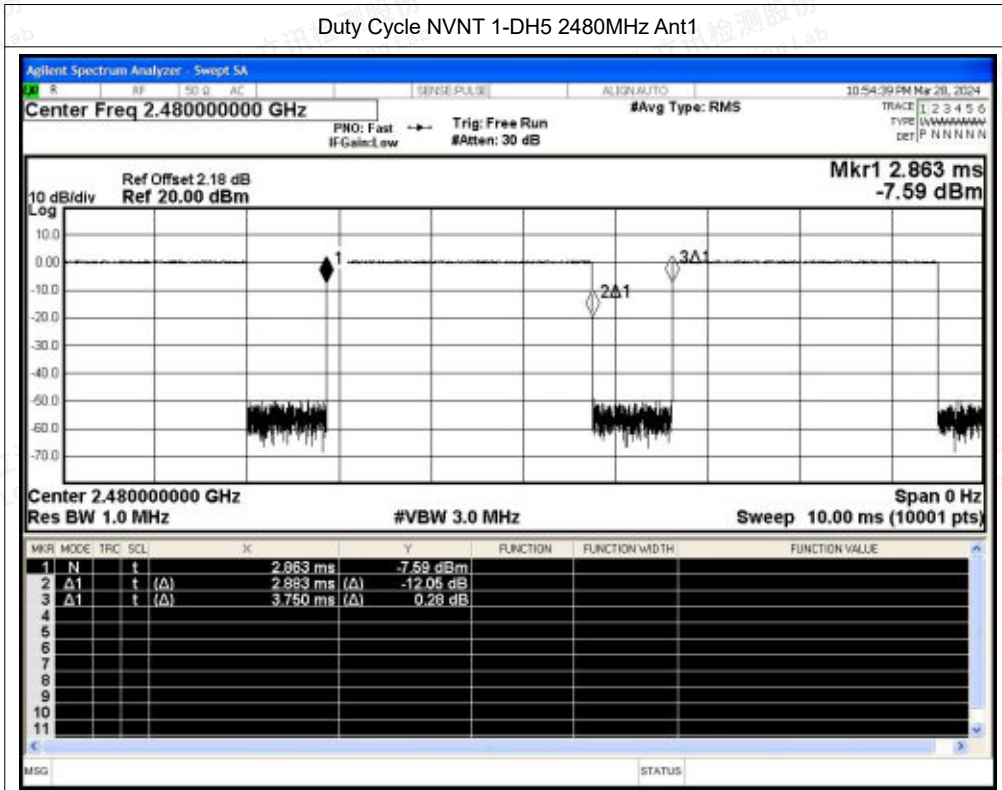 Duty Cycle NVNT 1-DH5 2480MHz Ant1
Agilent Spectrum Analyzer - Swept SA
R RF 50 Ω AC SENSE:PULSE ALIGN AUTO 10:54:39 PM Mar 28, 2024
Center Freq 2.480000000 GHz #Avg Type: RMS TRACE 1 2 3 4 5 6
PNO: Fast Trig: Free Run TYPE
IFGain:Low #Atten: 30 dB DET P N N N N N
Mkr1 2.863 ms
Ref Offset 2.18 dB
10 dB/div Ref 20.00 dBm -7.59 dBm
Log
10.0
0.00
1
3Δ1
-10.0
2Δ1
-20.0
-30.0
-40.0
-50.0
-60.0
-70.0
Center 2.480000000 GHz Span 0 Hz
Res BW 1.0 MHz #VBW 3.0 MHz Sweep 10.00 ms (10001 pts)
MKR MODE TRC SCL X Y FUNCTION FUNCTION WIDTH FUNCTION VALUE
1 N t 2.863 ms -7.59 dBm
2 Δ1 t (Δ) 2.883 ms (Δ) -12.05 dB
3 Δ1 t (Δ) 3.750 ms (Δ) 0.28 dB
4
5
6
7
8
9
10
11
MSG STATUS